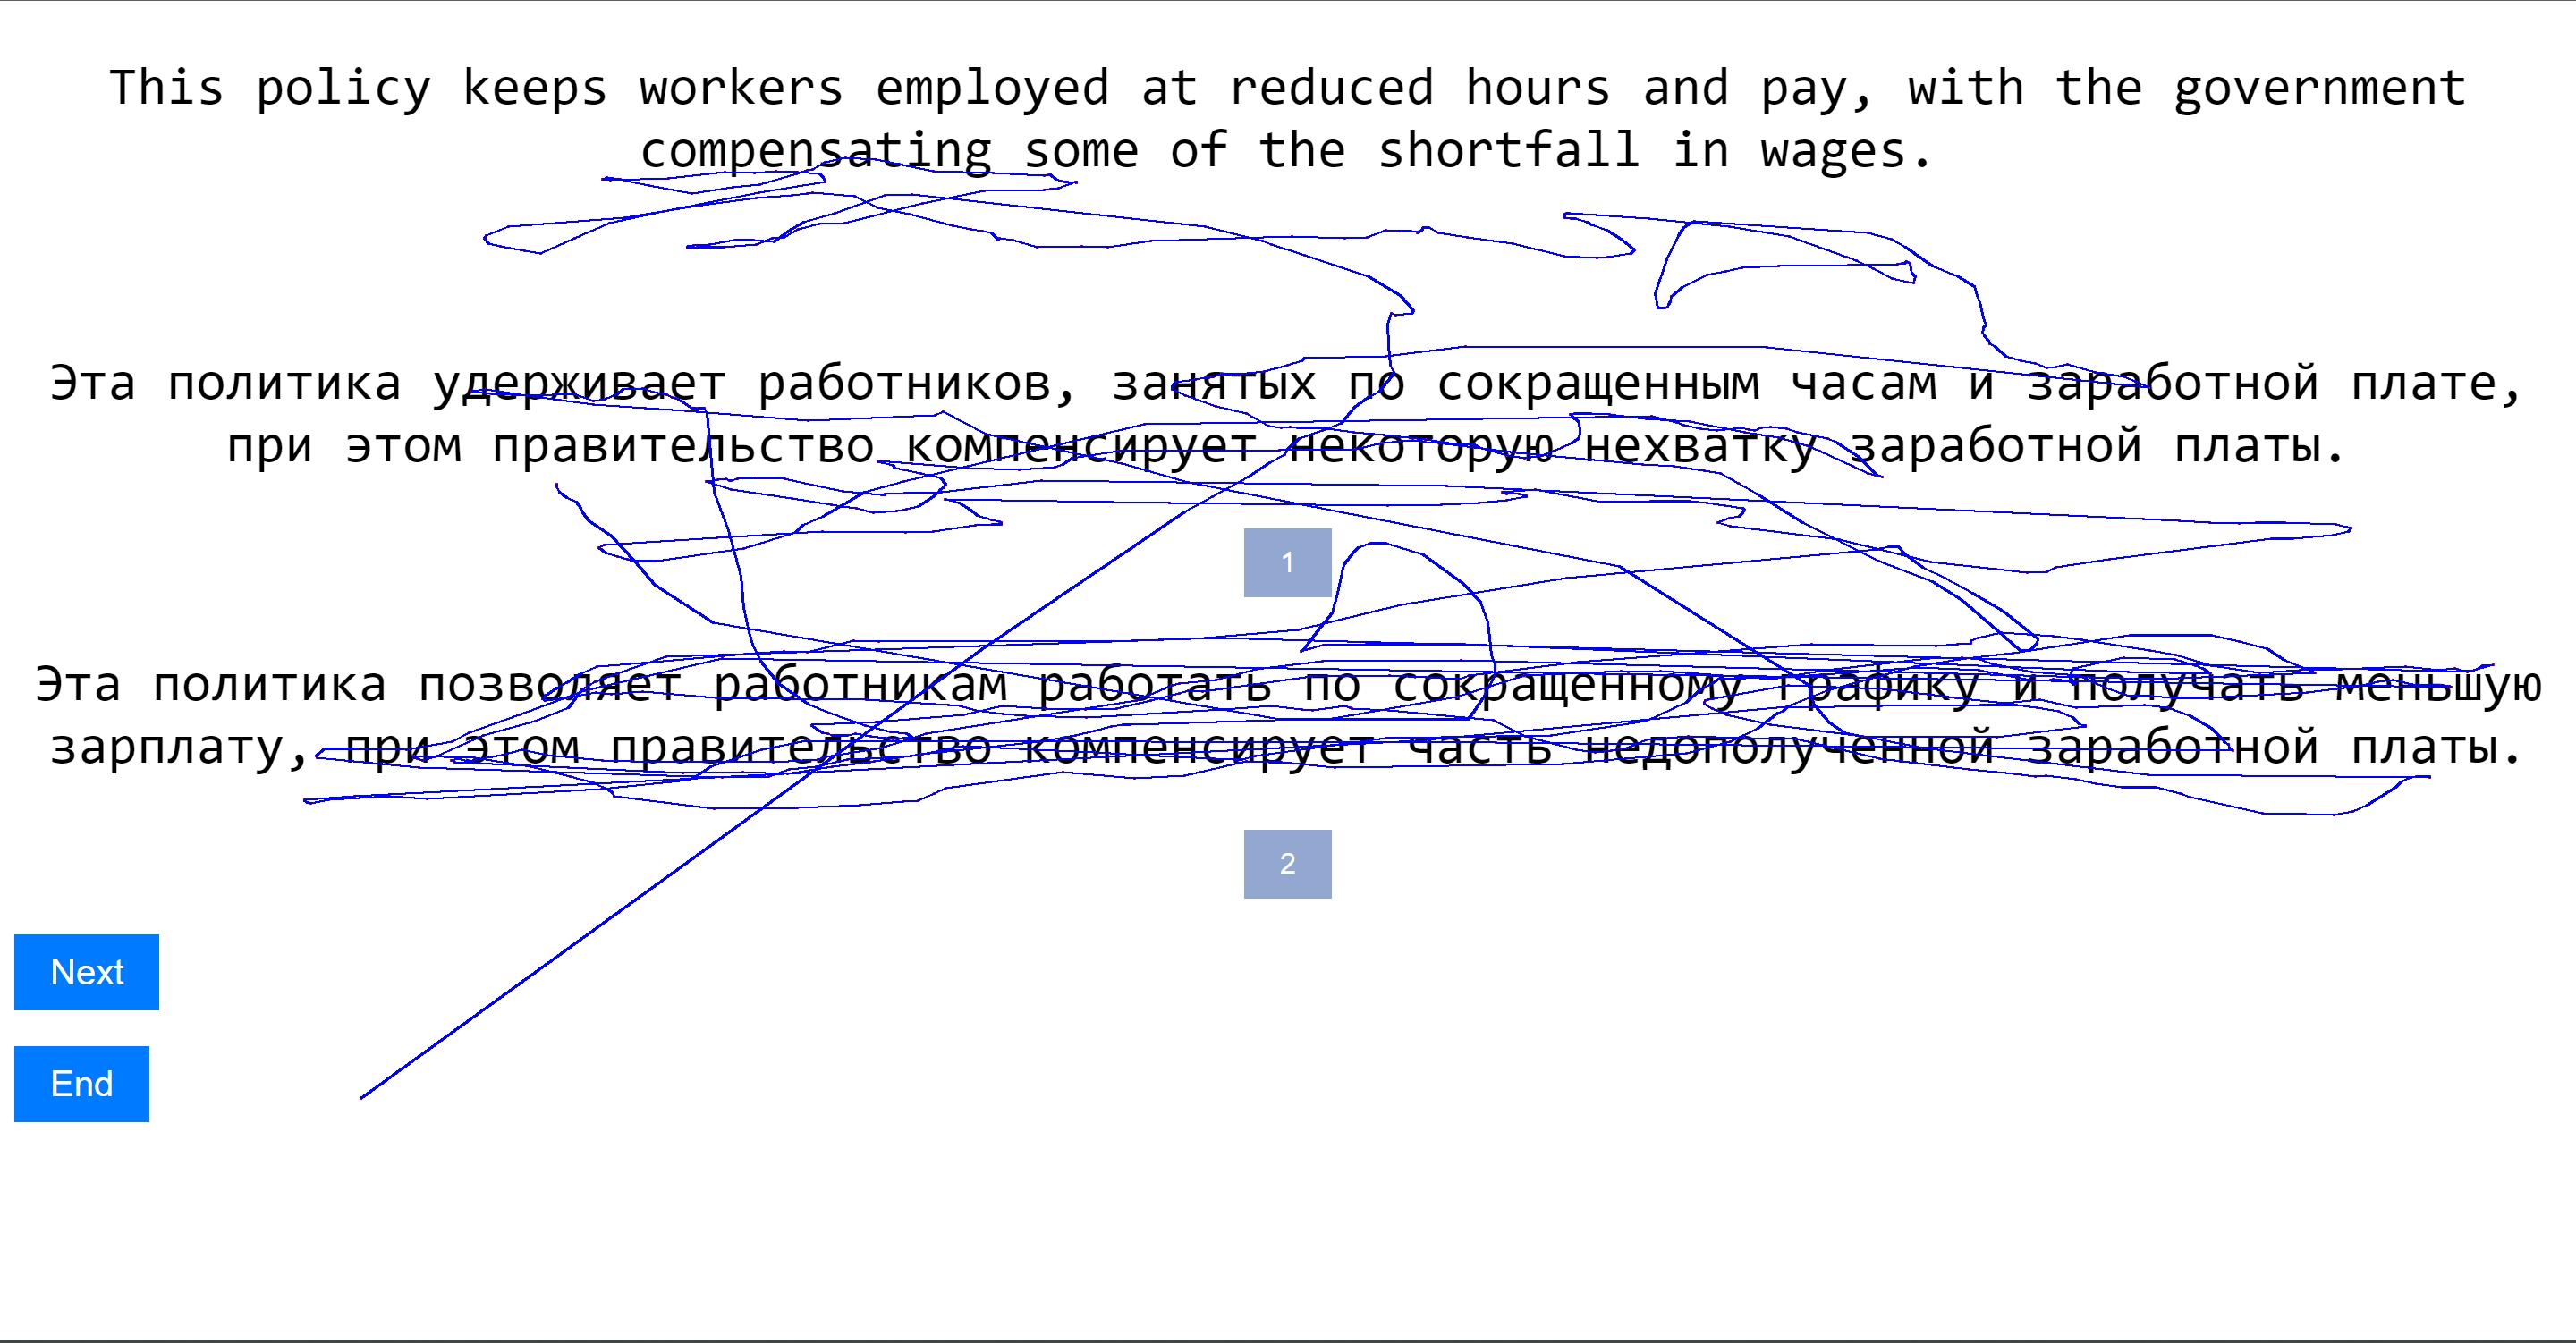 This policy keeps workers employed at reduced hours and pay, with the government
compensating some of the shortfall in wages.
Эта политика удерживает работников, занятых по сокращенным часам и заработной плате,
при этом правительство компенсирует некоторую нехватку заработной платы.
1
Эта политика позволяет работникам работать по сокращенному графику и получать меньшую
зарплату, при этом правительство компенсирует часть недополученной заработной платы.
2
Next
End